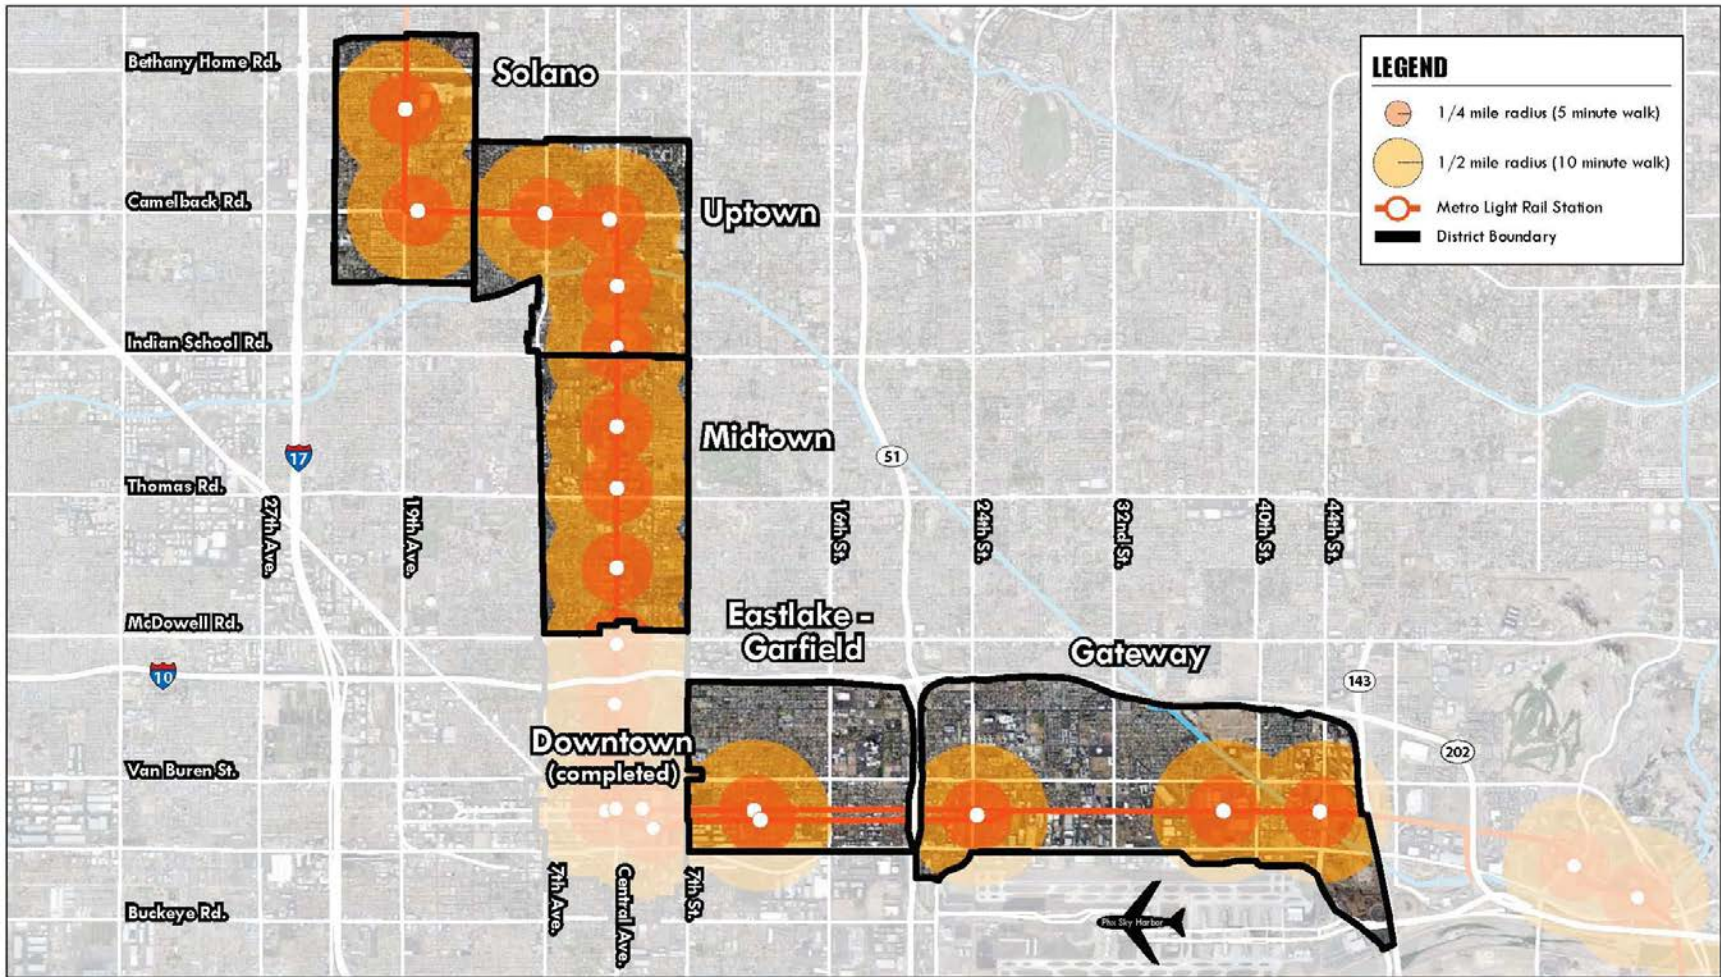 Bethany Home Rd.
Solano
LEGEND
1/4 mile radius (5 minute walk)
1/2 mile radius (10 minute walk)
Metro Light Rail Station
District Boundary
Camelback Rd.
Uptown
Indian School Rd.
Midtown
17
51
Thomas Rd.
27th Ave.
19th Ave.
16th St.
24th St.
32nd St.
40th St.
44th St.
McDowell Rd.
Eastlake -
Garfield
Gateway
10
143
Downtown
(completed)
202
Van Buren St.
7th Ave.
Central Ave.
7th St.
Buckeye Rd.
Phx Sky Harbor